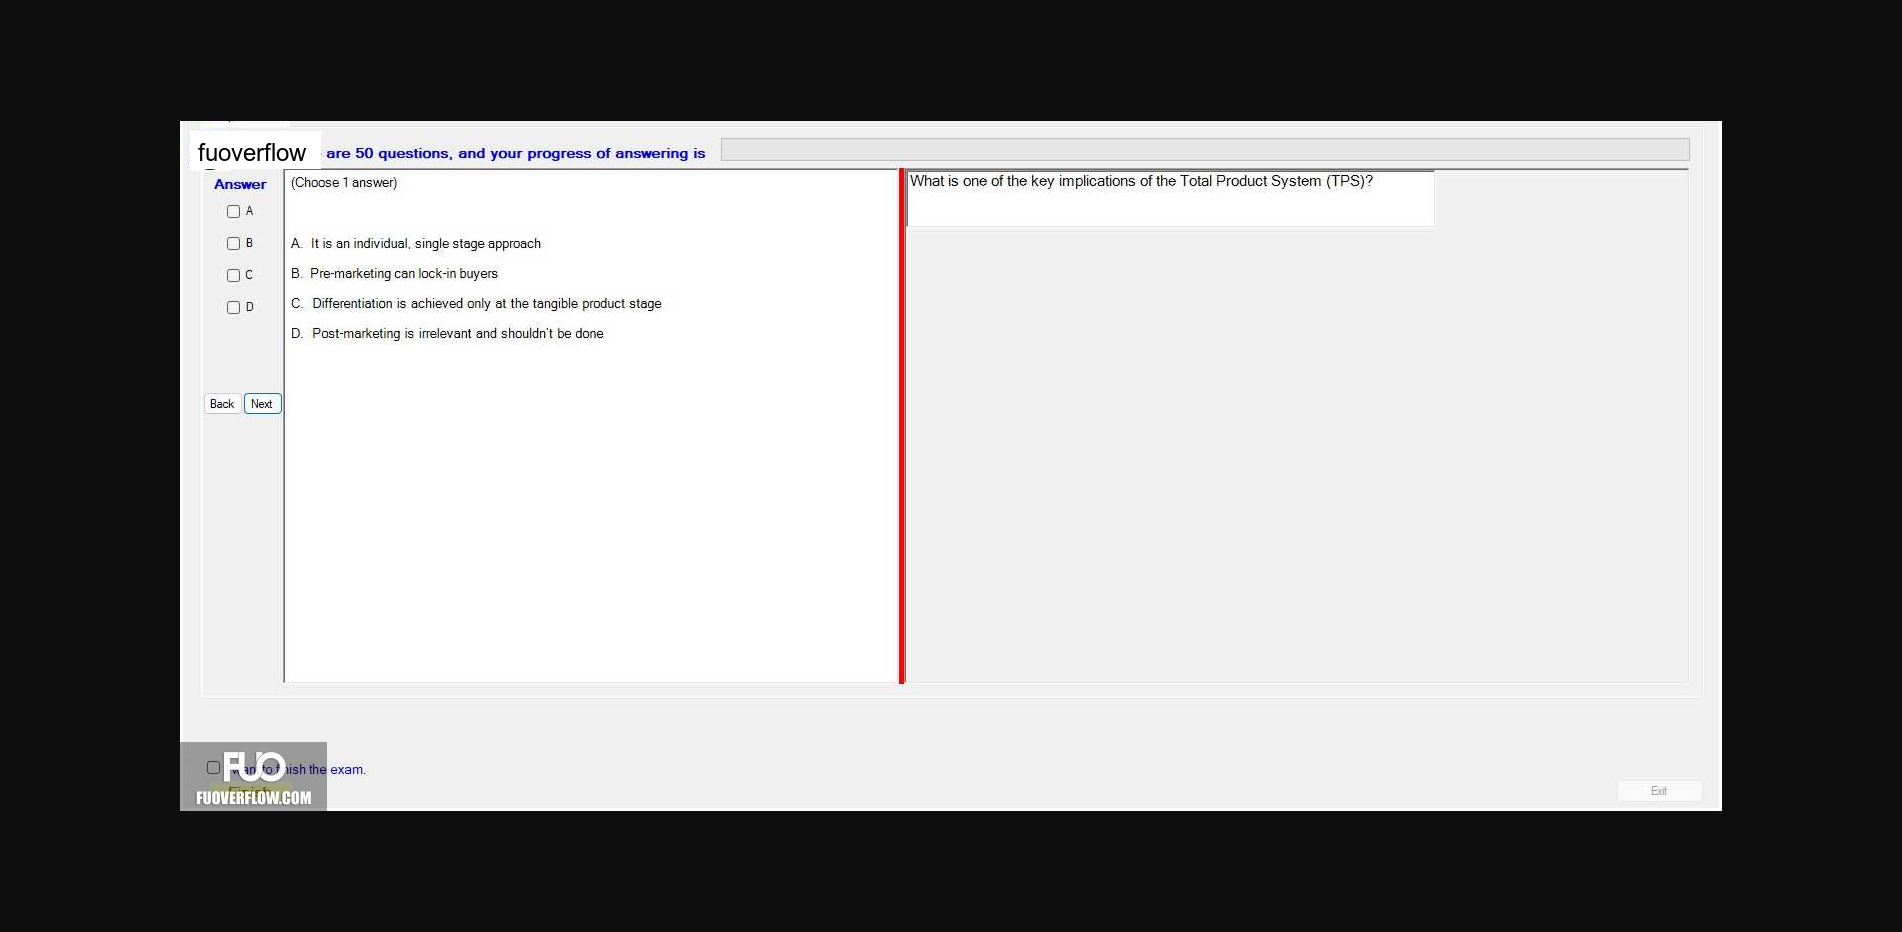 fuoverflow are 50 questions, and your progress of answering is
Answer
(Choose 1 answer)
What is one of the key implications of the Total Product System (TPS)?
A
B
C
D
A. It is an individual, single stage approach
B. Pre-marketing can lock-in buyers
C. Differentiation is achieved only at the tangible product stage
D. Post-marketing is irrelevant and shouldn't be done
Back Next
FUO
want to finish the exam.
Finish
FUOVERFLOW.COM
Exit